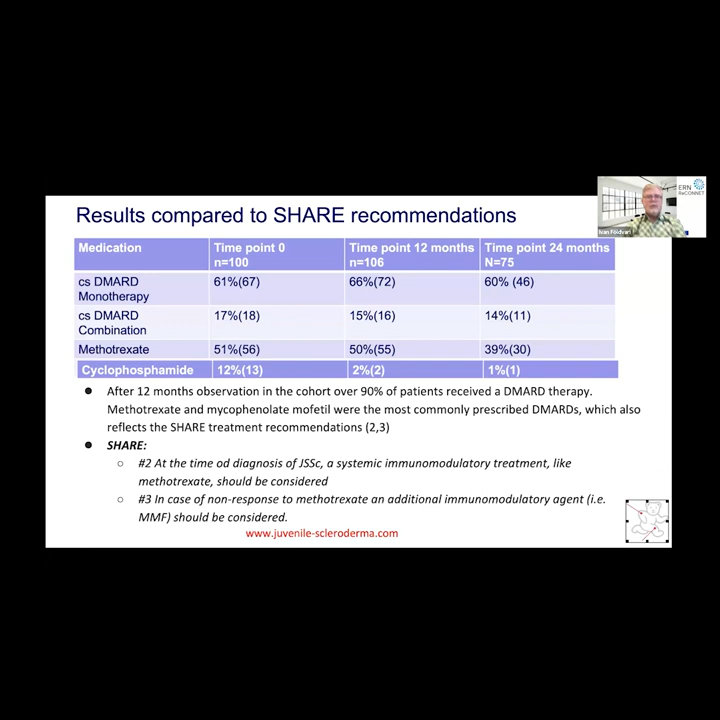 Results compared to SHARE recommendations
ERN
ReCONNET
Ivan Foldvari
Medication Time point 0 Time point 12 months Time point 24 months
n=100 n=106 N=75
cs DMARD 61%(67) 66%(72) 60% (46)
Monotherapy
cs DMARD 17%(18) 15%(16) 14%(11)
Combination
Methotrexate 51%(56) 50%(55) 39%(30)
Cyclophosphamide 12%(13) 2%(2) 1%(1)
After 12 months observation in the cohort over 90% of patients received a DMARD therapy.
Methotrexate and mycophenolate mofetil were the most commonly prescribed DMARDs, which also
reflects the SHARE treatment recommendations (2,3)
SHARE:
#2 At the time od diagnosis of JSSc, a systemic immunomodulatory treatment, like
methotrexate, should be considered
#3 In case of non-response to methotrexate an additional immunomodulatory agent (i.e.
MMF) should be considered.
www.juvenile-scleroderma.com